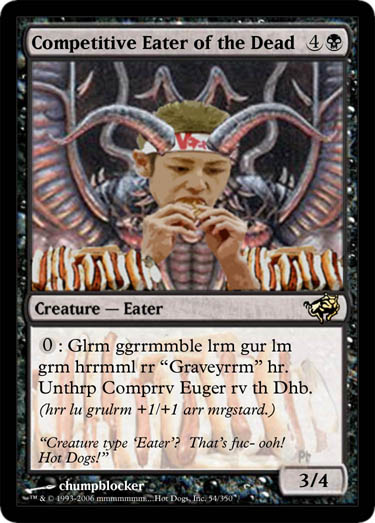 Competitive Eater of the Dead 4
Creature — Eater
0 : Glrm ggrrmmble lrm gur lm
grm hrrmml rr “Graveyrrm” hr.
Unthrp Comprrv Euger rv th Dhb.
(hrr lu grulrm +1/+1 arr mrgstard.)
“Creature type ‘Eater’? That's fuc- ooh!
Hot Dogs!”
chumpblocker
3/4
™ & © 1993-2006 mmmmmmm... Hot Dogs, Inc. 54/350